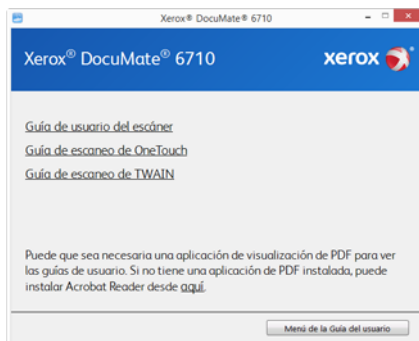 Xerox® DocuMate® 6710
Xerox® DocuMate® 6710
xerox
Guía de usuario del escáner
Guía de escaneo de OneTouch
Guía de escaneo de TWAIN
Puede que sea necesaria una aplicación de visualización de PDF para ver
las guías de usuario. Si no tiene una aplicación de PDF instalada, puede
instalar Acrobat Reader desde aquí.
Menú de la Guía del usuario